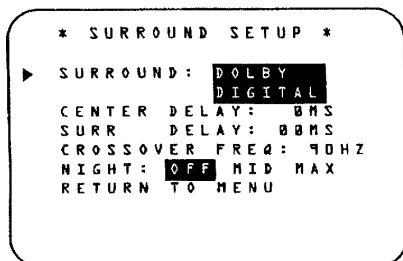 * SURROUND SETUP *
SURROUND: DOLBY
DIGITAL
CENTER DELAY: 0MS
SURR DELAY: 00MS
CROSSOVER FREQ: 90HZ
NIGHT: OFF MID MAX
RETURN TO MENU